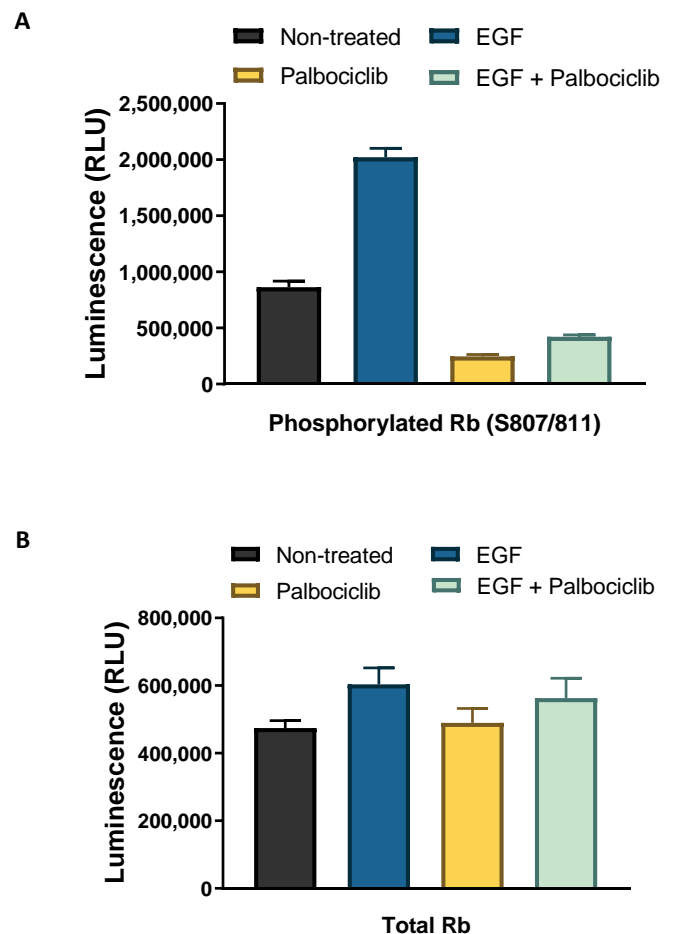 A
Non-treated EGF
Palbociclib EGF + Palbociclib
Luminescence (RLU)
2,500,000
2,000,000
1,500,000
1,000,000
500,000
0
Phosphorylated Rb (S807/811)
B
Non-treated EGF
Palbociclib EGF + Palbociclib
Luminescence (RLU)
800,000
600,000
400,000
200,000
0
Total Rb